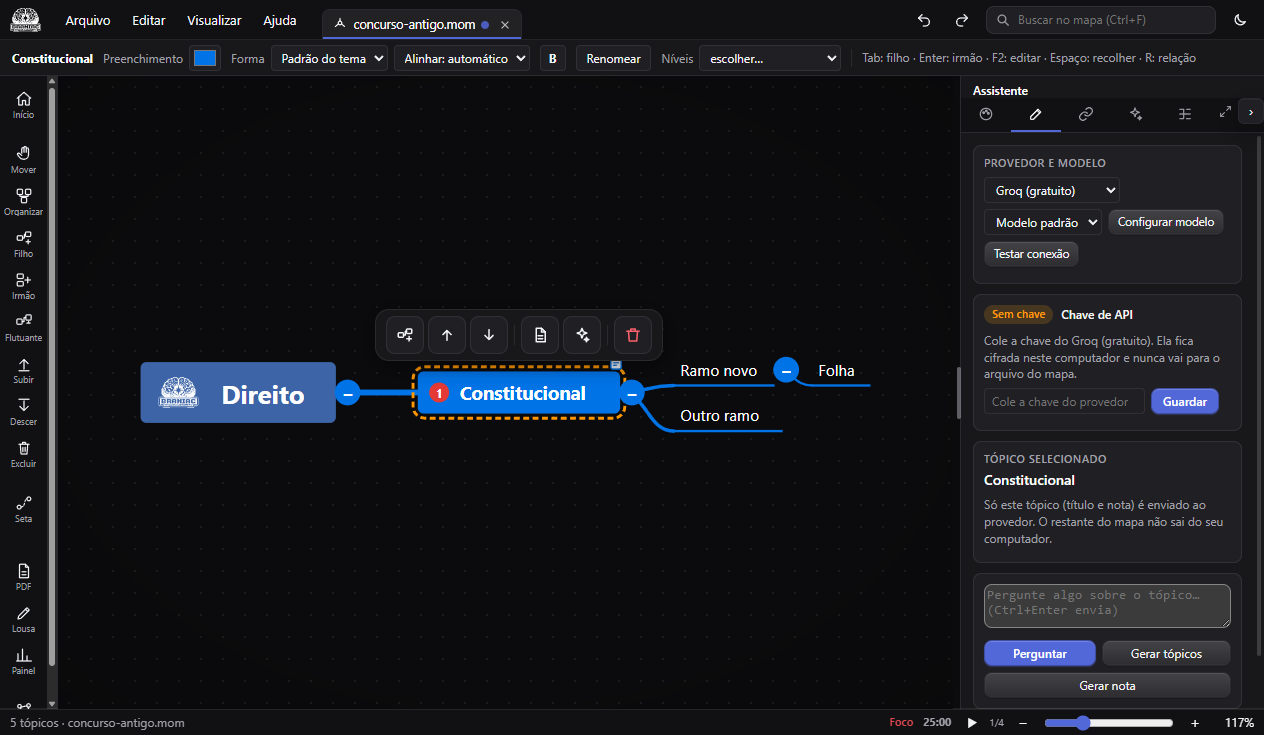 Arquivo Editar Visualizar Ajuda concurso-antigo.mom Buscar no mapa (Ctrl+F)
Constitucional Preenchimento Forma Padrão do tema Alinhar: automático B Renomear Níveis escolher... Tab: filho · Enter: irmão · F2: editar · Espaço: recolher · R: relação
Início
Mover
Organizar
Filho
Irmão
Flutuante
Subir
Descer
Excluir
Seta
PDF
Lousa
Painel
BRAINIAC
Direito
1 Constitucional
Ramo novo
Folha
Outro ramo
Assistente
PROVEDOR E MODELO
Groq (gratuito)
Modelo padrão Configurar modelo
Testar conexão
Sem chave Chave de API
Cole a chave do Groq (gratuito). Ela fica
cifrada neste computador e nunca vai para o
arquivo do mapa.
Cole a chave do provedor Guardar
TÓPICO SELECIONADO
Constitucional
Só este tópico (título e nota) é enviado ao
provedor. O restante do mapa não sai do seu
computador.
Pergunte algo sobre o tópico…
(Ctrl+Enter envia)
Perguntar Gerar tópicos
Gerar nota
5 tópicos · concurso-antigo.mom Foco 25:00 1/4 117%